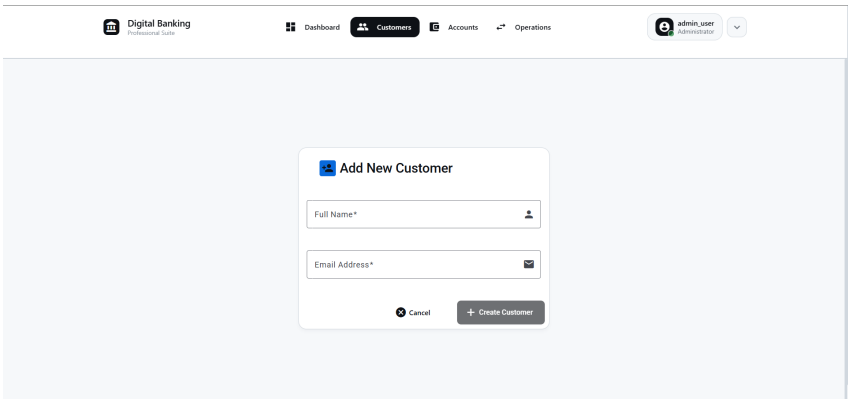 Digital Banking
Professional Suite
Dashboard
Customers
Accounts
Operations
admin_user
Administrator
Add New Customer
Full Name*
Email Address*
Cancel
Create Customer